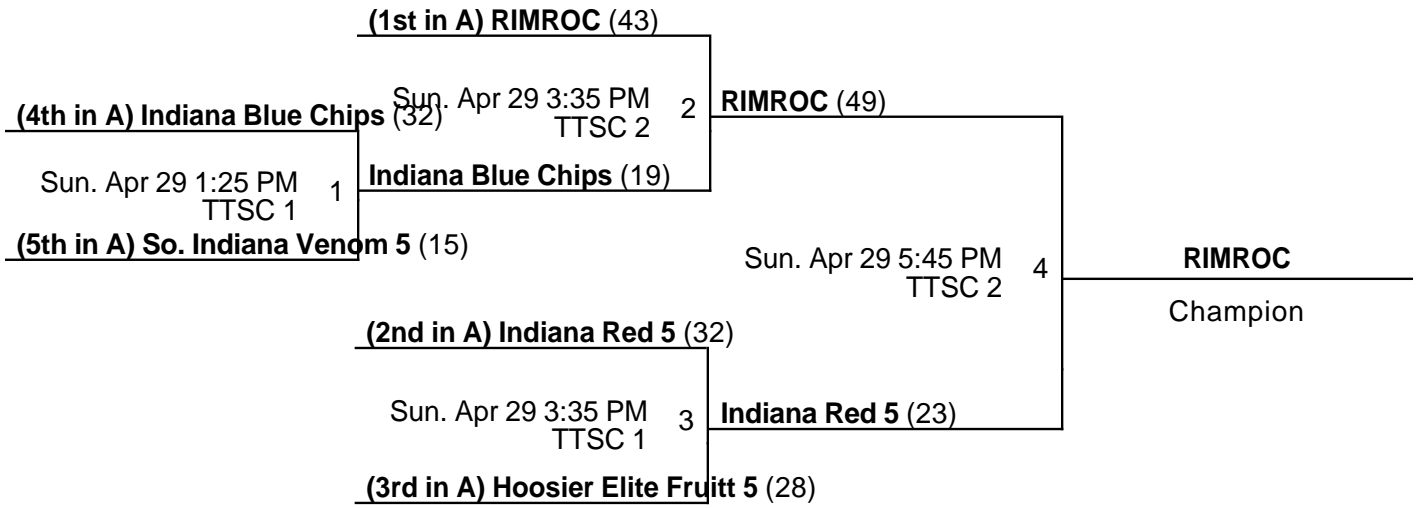 (1st in A) RIMROC (43)
Sun. Apr 29 3:35 PM 2
TTSC 2
RIMROC (49)
(4th in A) Indiana Blue Chips (32)
Sun. Apr 29 1:25 PM 1
TTSC 1
Indiana Blue Chips (19)
(5th in A) So. Indiana Venom 5 (15)
Sun. Apr 29 5:45 PM 4
TTSC 2
RIMROC
Champion
(2nd in A) Indiana Red 5 (32)
Sun. Apr 29 3:35 PM 3
TTSC 1
Indiana Red 5 (23)
(3rd in A) Hoosier Elite Fruitt 5 (28)